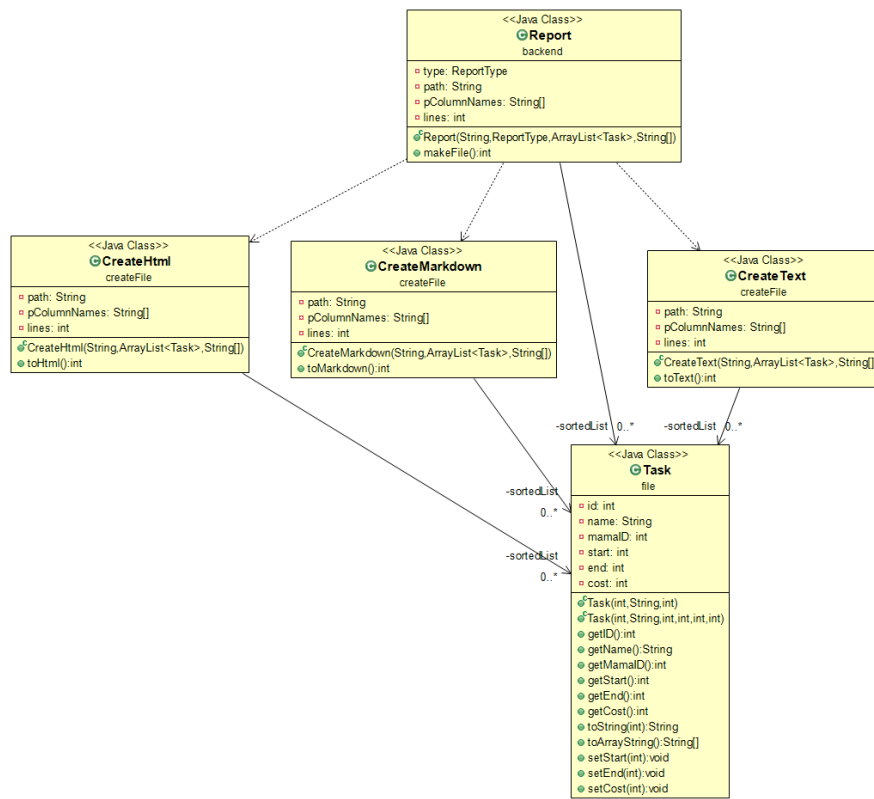 <<Java Class>>
Report
backend
type: ReportType
path: String
pColumnNames: String[]
lines: int
Report(String,ReportType,ArrayList<Task>,String[])
makeFile():int
<<Java Class>>
CreateHtml
createFile
path: String
pColumnNames: String[]
lines: int
CreateHtml(String,ArrayList<Task>,String[])
toHtml():int
<<Java Class>>
CreateMarkdown
createFile
path: String
pColumnNames: String[]
lines: int
CreateMarkdown(String,ArrayList<Task>,String[])
toMarkdown():int
<<Java Class>>
CreateText
createFile
path: String
pColumnNames: String[]
lines: int
CreateText(String,ArrayList<Task>,String[])
toText():int
-sortedList 0..*
-sortedList 0..*
-sortedList
0..*
-sortedList
0..*
<<Java Class>>
Task
file
id: int
name: String
mamaID: int
start: int
end: int
cost: int
Task(int,String,int)
Task(int,String,int,int,int,int)
getID():int
getName():String
getMamaID():int
getStart():int
getEnd():int
getCost():int
toString(int):String
toArrayString():String[]
setStart(int):void
setEnd(int):void
setCost(int):void